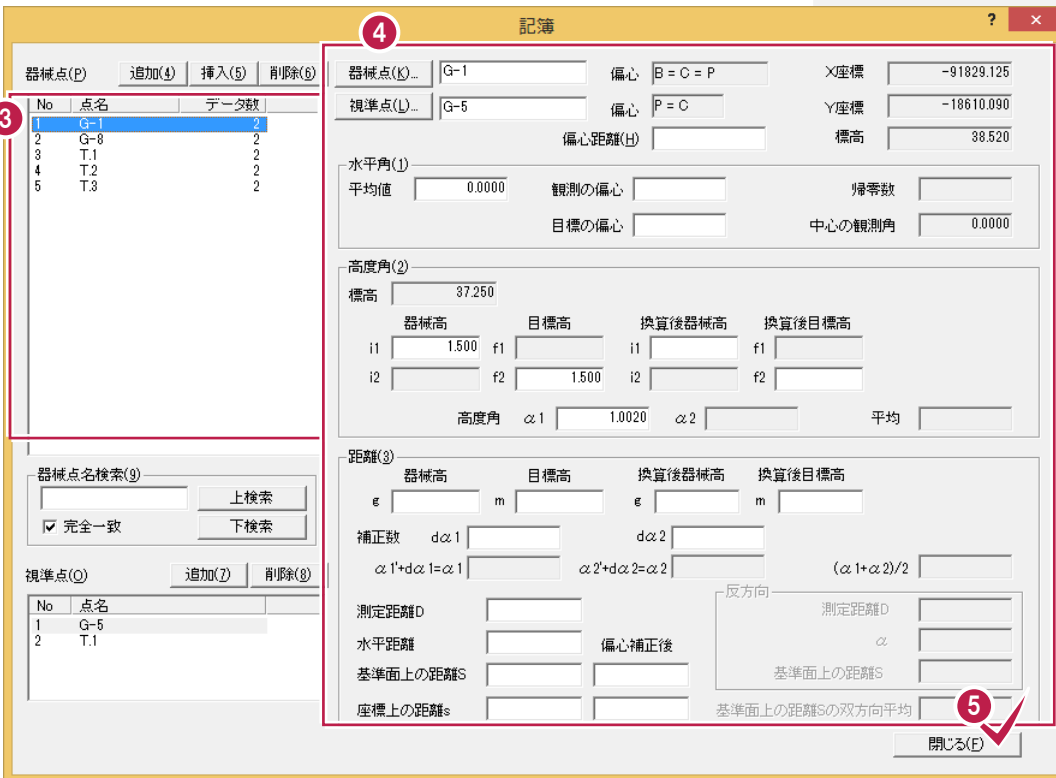 記簿 ? ×
4
器械点(P) 追加(4) 挿入(5) 削除(6)
3
No 点名 データ数
1 G-1 2
2 G-8 2
3 T.1 2
4 T.2 2
5 T.3 2
器械点名検索(9)
上検索
完全一致 下検索
視準点(O) 追加(7) 削除(8)
No 点名
1 G-5
2 T.1
器械点(K)... G-1 偏心 B = C = P X座標 -91829.125
視準点(L)... G-5 偏心 P = C Y座標 -18610.090
偏心距離(H) 標高 38.520
水平角(1)
平均値 0.0000 観測の偏心 帰零数
目標の偏心 中心の観測角 0.0000
高度角(2)
標高 37.250
器械高 目標高 換算後器械高 換算後目標高
i1 1.500 f1 i1 f1
i2 f2 1.500 i2 f2
高度角 α1 1.0020 α2 平均
距離(3)
器械高 目標高 換算後器械高 換算後目標高
g m g m
補正数 dα1 dα2
α1'+dα1=α1 α2'+dα2=α2 (α1+α2)/2
測定距離D
水平距離 偏心補正後
基準面上の距離S
座標上の距離s
反方向
測定距離D
α
基準面上の距離S
基準面上の距離Sの双方向平均
5
閉じる(F)